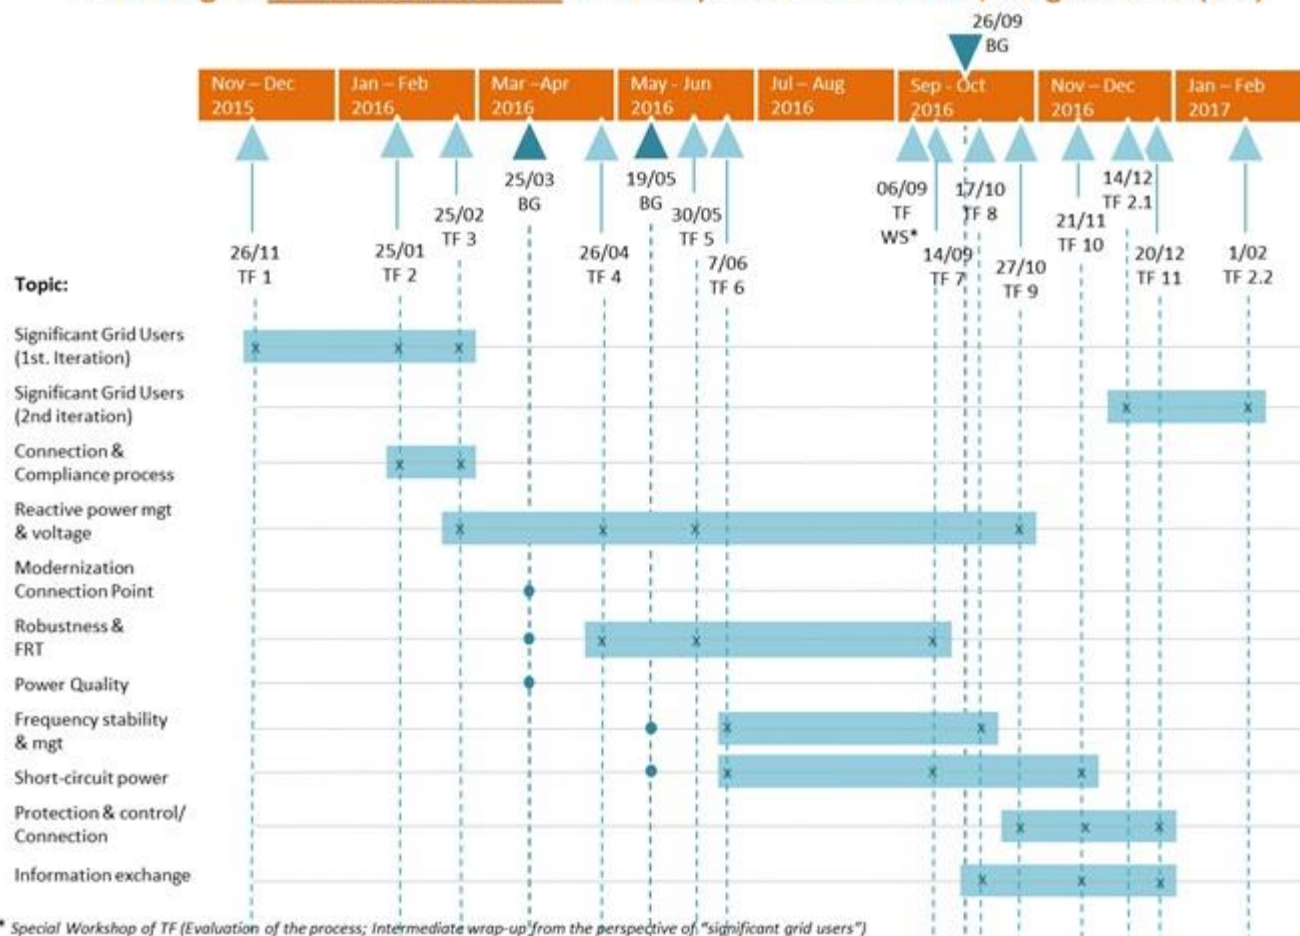 26/09
BG
Nov – Dec
2015
Jan – Feb
2016
Mar –Apr
2016
May - Jun
2016
Jul – Aug
2016
Sep - Oct
2016
Nov – Dec
2016
Jan – Feb
2017
26/11
TF 1
25/01
TF 2
25/02
TF 3
25/03
BG
26/04
TF 4
19/05
BG
30/05
TF 5
7/06
TF 6
06/09
TF
WS*
14/09
TF 7
17/10
TF 8
27/10
TF 9
21/11
TF 10
14/12
TF 2.1
20/12
TF 11
1/02
TF 2.2
Topic:
Significant Grid Users
(1st. Iteration)
x x x
Significant Grid Users
(2nd iteration)
x x
Connection &
Compliance process
x x
Reactive power mgt
& voltage
x x x x
Modernization
Connection Point
Robustness &
FRT
x x x
Power Quality
Frequency stability
& mgt
x x
Short-circuit power
x x x
Protection & control/
Connection
x x x
Information exchange
x x x
* Special Workshop of TF (Evaluation of the process; Intermediate wrap-up from the perspective of "significant grid users")